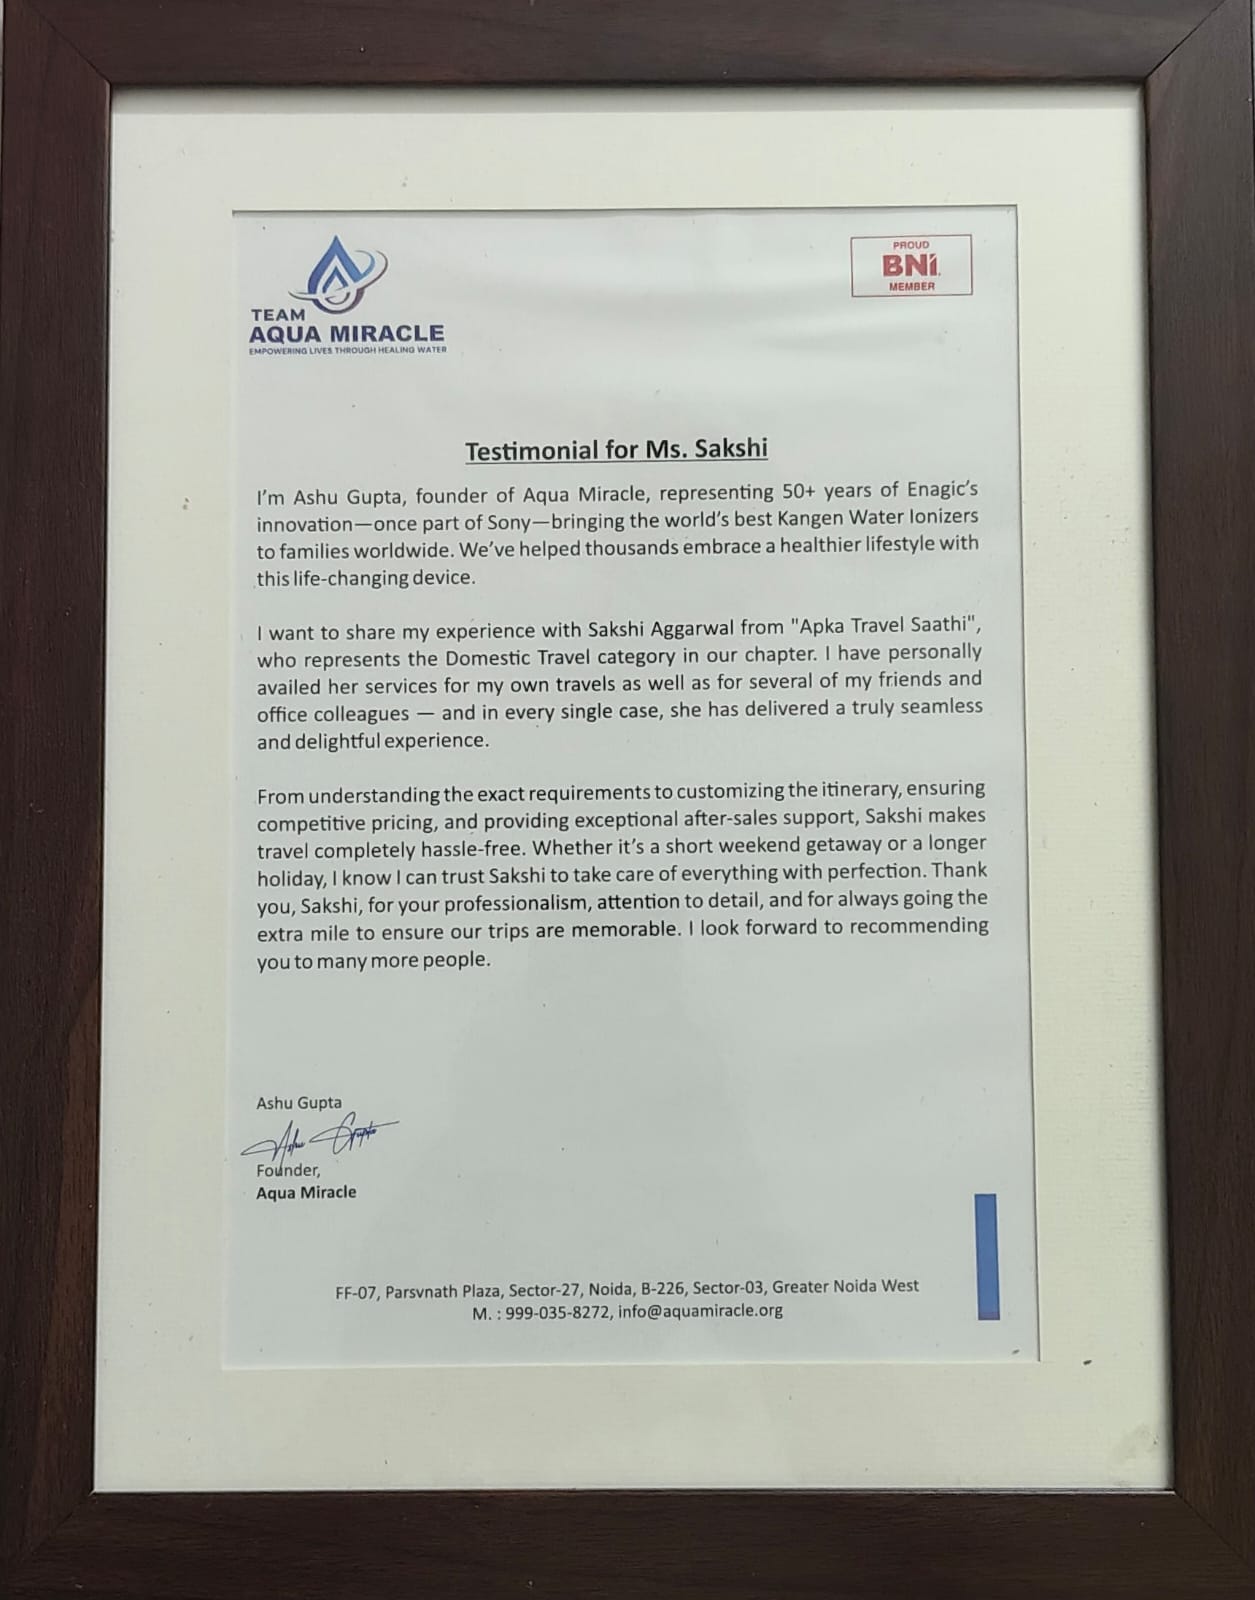 TEAM
AQUA MIRACLE
EMPOWERING LIVES THROUGH HEALING WATER
PROUD
BNI.
MEMBER
Testimonial for Ms. Sakshi
I'm Ashu Gupta, founder of Aqua Miracle, representing 50+ years of Enagic's
innovation—once part of Sony—bringing the world's best Kangen Water Ionizers
to families worldwide. We've helped thousands embrace a healthier lifestyle with
this life-changing device.
I want to share my experience with Sakshi Aggarwal from "Apka Travel Saathi",
who represents the Domestic Travel category in our chapter. I have personally
availed her services for my own travels as well as for several of my friends and
office colleagues — and in every single case, she has delivered a truly seamless
and delightful experience.
From understanding the exact requirements to customizing the itinerary, ensuring
competitive pricing, and providing exceptional after-sales support, Sakshi makes
travel completely hassle-free. Whether it's a short weekend getaway or a longer
holiday, I know I can trust Sakshi to take care of everything with perfection. Thank
you, Sakshi, for your professionalism, attention to detail, and for always going the
extra mile to ensure our trips are memorable. I look forward to recommending
you to many more people.
Ashu Gupta
Ashu Gupta
Founder,
Aqua Miracle
FF-07, Parsvnath Plaza, Sector-27, Noida, B-226, Sector-03, Greater Noida West
M. : 999-035-8272, info@aquamiracle.org